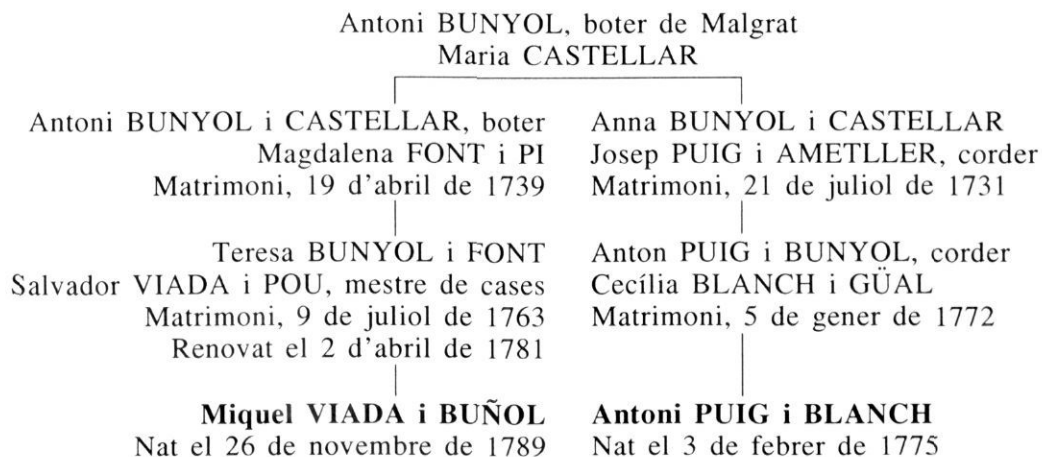 Antoni BUNYOL, boter de Malgrat
Maria CASTELLAR
Antoni BUNYOL i CASTELLAR, boter
Magdalena FONT i PI
Matrimoni, 19 d'abril de 1739
Anna BUNYOL i CASTELLAR
Josep PUIG i AMETLLER, corder
Matrimoni, 21 de juliol de 1731
Teresa BUNYOL i FONT
Salvador VIADA i POU, mestre de cases
Matrimoni, 9 de juliol de 1763
Renovat el 2 d'abril de 1781
Anton PUIG i BUNYOL, corder
Cecília BLANCH i GÜAL
Matrimoni, 5 de gener de 1772
Miquel VIADA i BUÑOL
Nat el 26 de novembre de 1789
Antoni PUIG i BLANCH
Nat el 3 de febrer de 1775